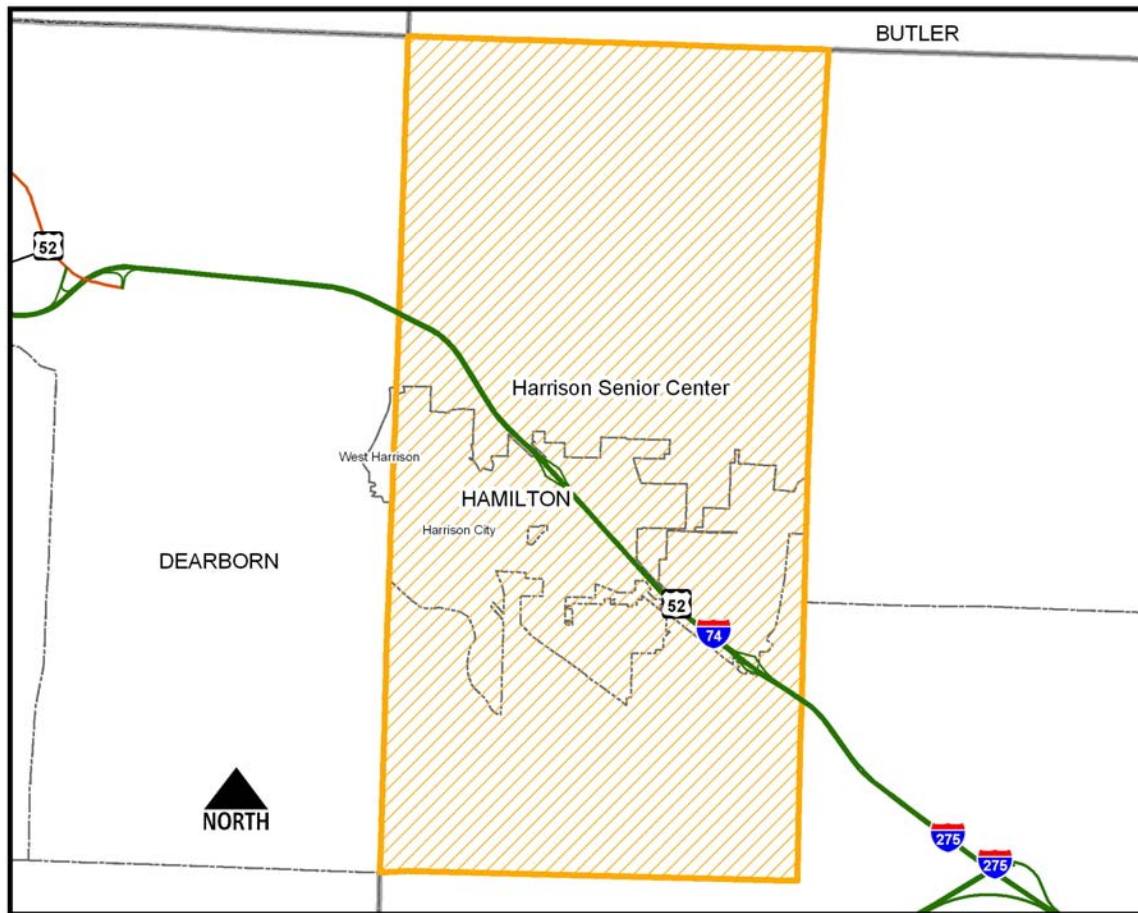 BUTLER
52
Harrison Senior Center
West Harrison
HAMILTON
Harrison City
DEARBORN
52
74
NORTH
275
275